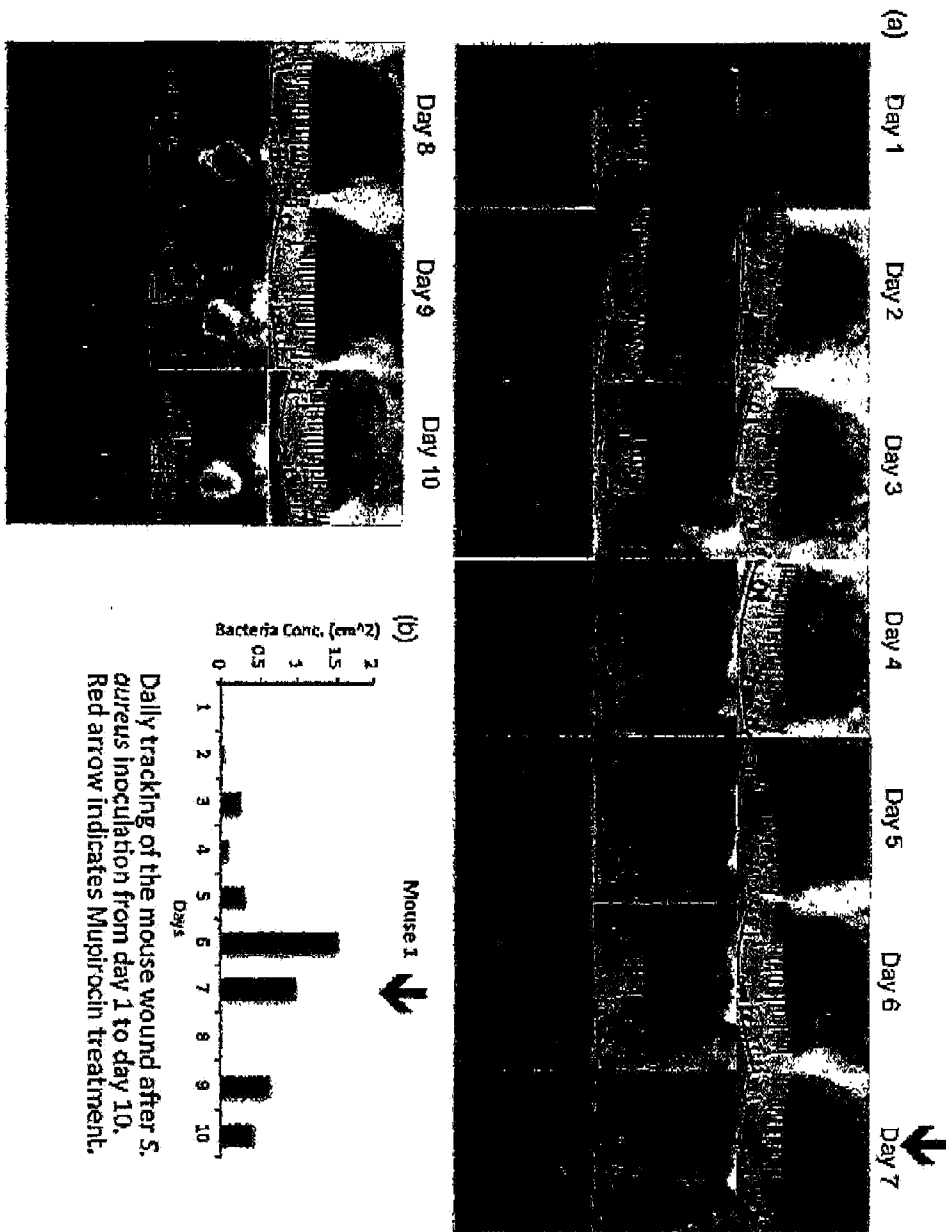 (a)
Day 1
Day 2
Day 3
Day 4
Day 5
Day 6
Day 7
Day 8
Day 9
Day 10
(b)
Mouse 1
Bacteria Conc. (cm^2)
2
1.5
1
0.5
0
1
2
3
4
5
6
7
8
9
10
Days
Daily tracking of the mouse wound after S.
aureus inoculation from day 1 to day 10.
Red arrow indicates Mupirocin treatment.